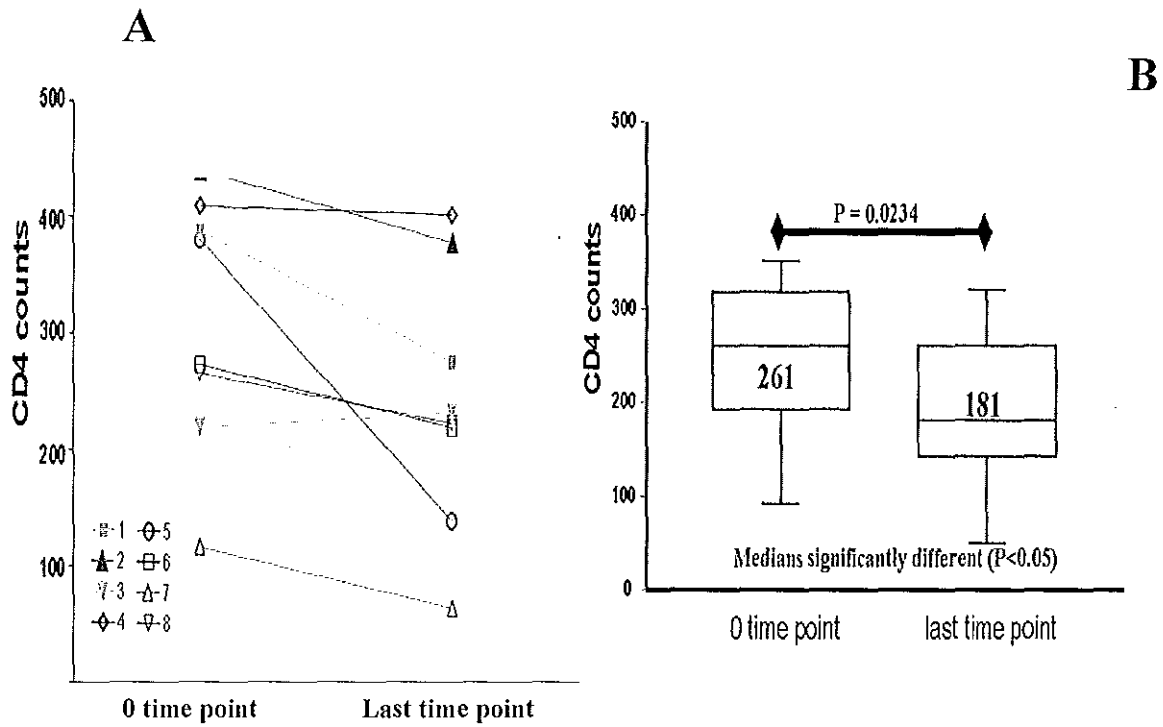 A
B
500
400
300
200
100
CD4 counts
1
2
3
4
5
6
7
8
0 time point
Last time point
500
400
300
200
100
0
CD4 counts
P = 0.0234
261
181
Medians significantly different (P<0.05)
0 time point
last time point